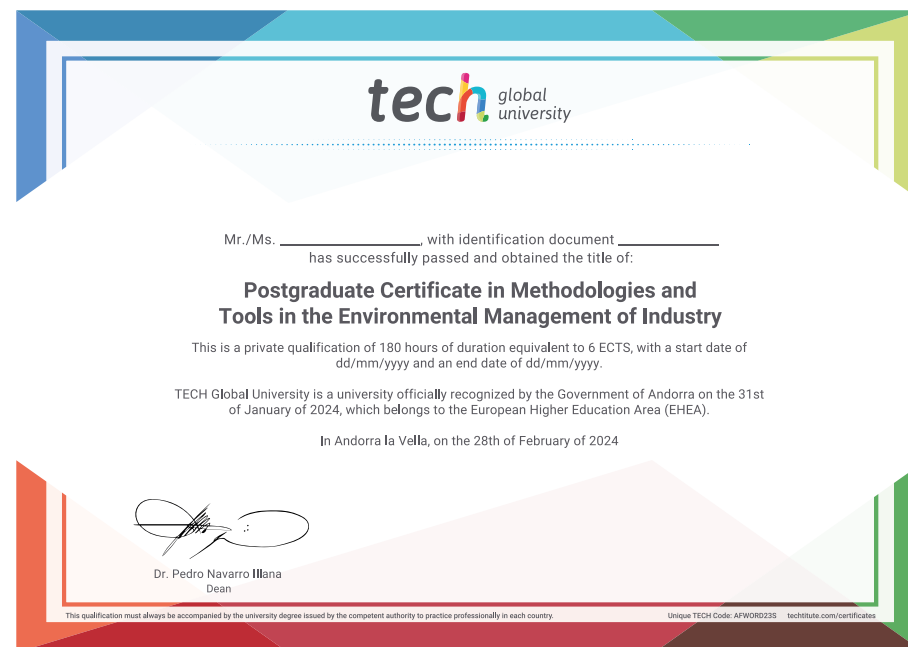 tech global university
Mr./Ms. ____________________, with identification document ______________
has successfully passed and obtained the title of:
Postgraduate Certificate in Methodologies and
Tools in the Environmental Management of Industry
This is a private qualification of 180 hours of duration equivalent to 6 ECTS, with a start date of
dd/mm/yyyy and an end date of dd/mm/yyyy.
TECH Global University is a university officially recognized by the Government of Andorra on the 31st
of January of 2024, which belongs to the European Higher Education Area (EHEA).
In Andorra la Vella, on the 28th of February of 2024
Dr. Pedro Navarro Illana
Dean
This qualification must always be accompanied by the university degree issued by the competent authority to practice professionally in each country.
Unique TECH Code: AFWORD23S techtitute.com/certificates